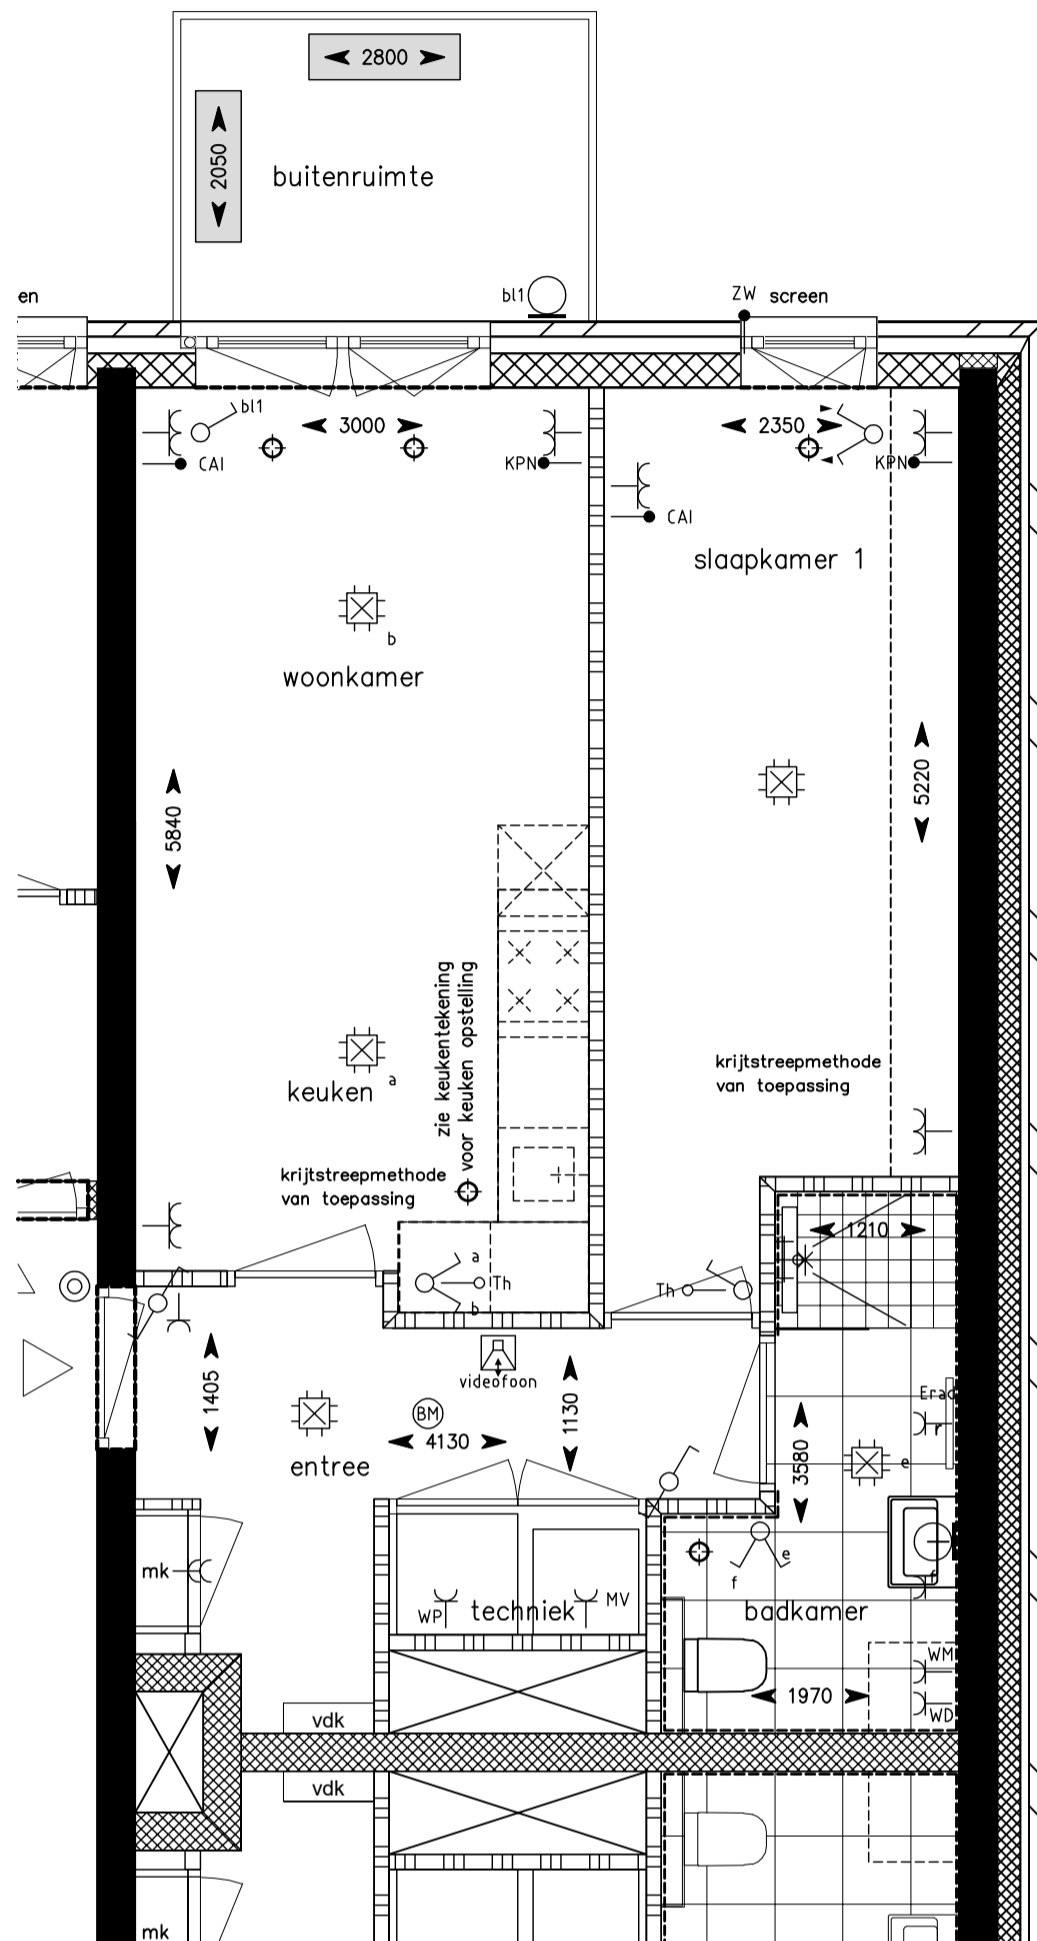 2800
2050
buitenruimte
en
bl1
ZW
screen
bl1
3000
2350
CAI
KPN
KPN
CAI
slaapkamer 1
b
woonkamer
5220
5840
zie keukentekening
voor keuken opstelling
krijtstreepmethode
van toepassing
a
keuken
krijtstreepmethode
van toepassing
1210
a
Th
b
Th
videofoon
1405
1130
Erad
r
BM
4130
entree
3580
e
e
f
f
mk
WP
techniek
MV
badkamer
WM
1970
WD
vdk
vdk
mk